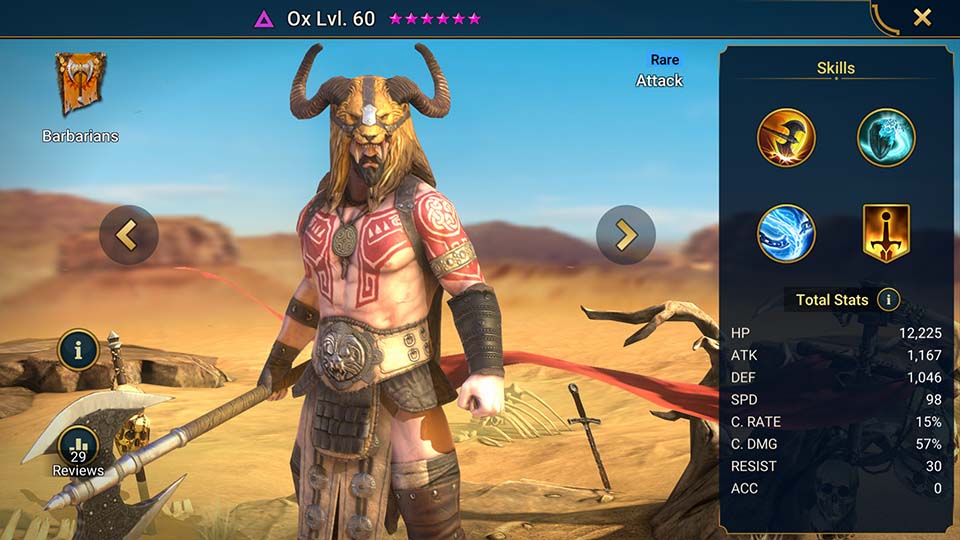 Ox Lvl. 60
Barbarians
Rare
Attack
Skills
Total Stats i
HP 12,225
ATK 1,167
DEF 1,046
SPD 98
C. RATE 15%
C. DMG 57%
RESIST 30
ACC 0
i
29
Reviews